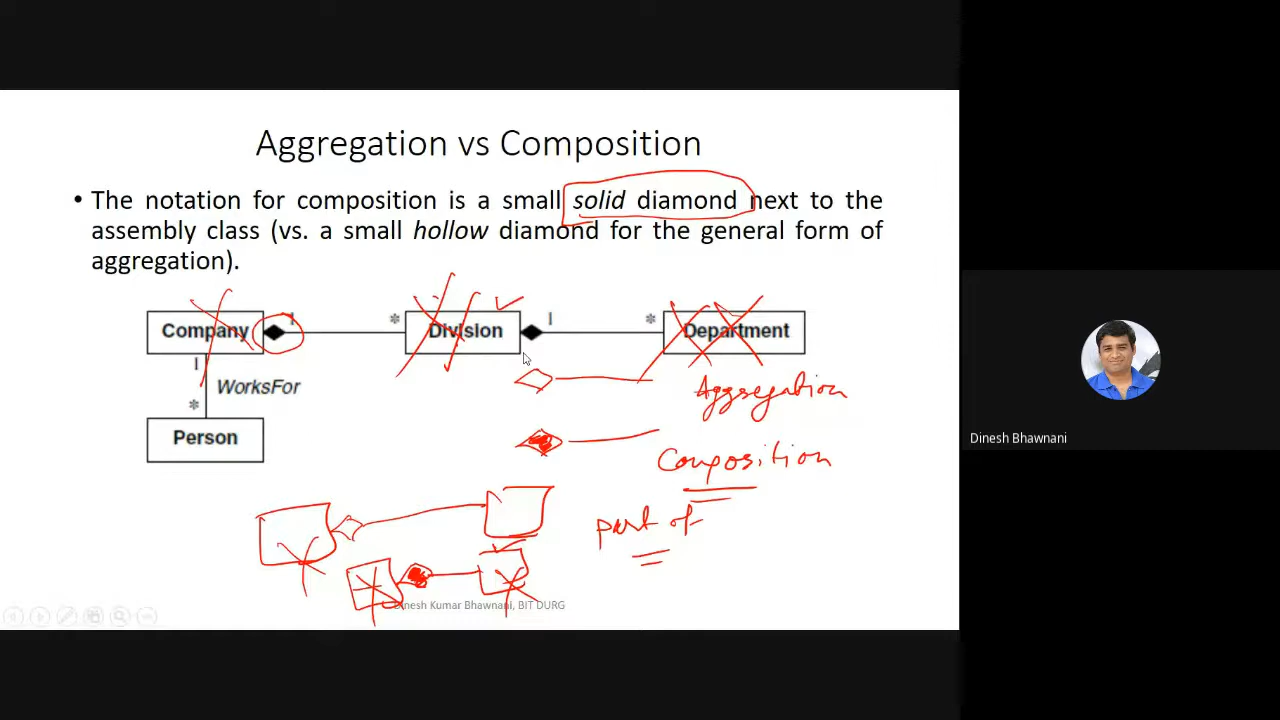 Aggregation vs Composition
• The notation for composition is a small solid diamond next to the
assembly class (vs. a small hollow diamond for the general form of
aggregation).
Company 1 * Division 1 * Department
1
WorksFor
*
Person
Aggregation
Composition
part of
Dinesh Kumar Bhawnani, BIT DURG
Dinesh Bhawnani